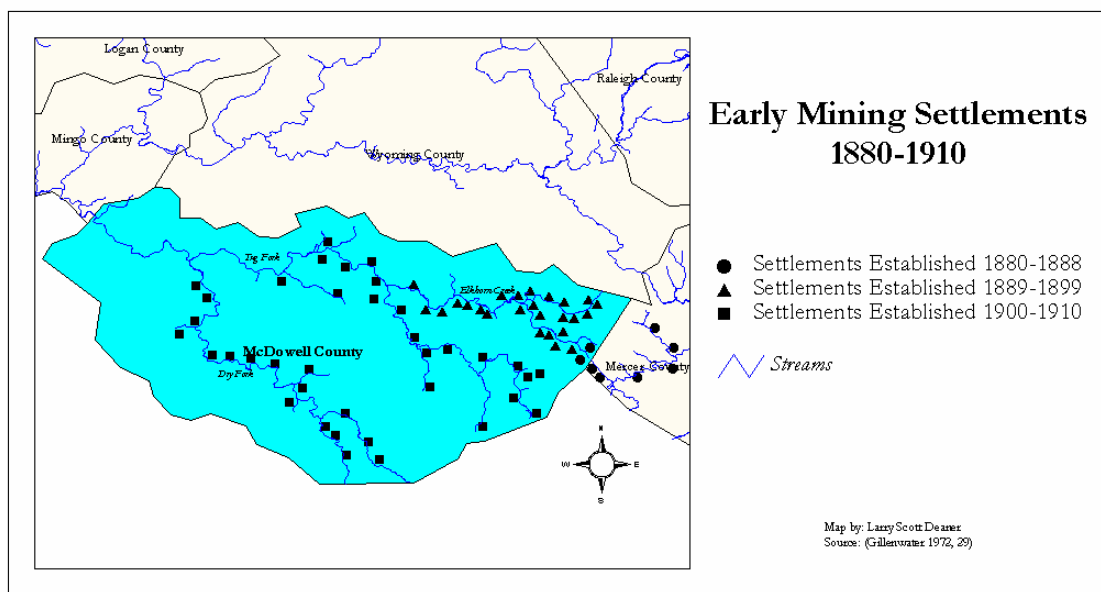 Logan County
Raleigh County
Early Mining Settlements
1880-1910
Mingo County
Wyoming County
Tug Fork
Settlements Established 1880-1888
Elkhorn Creek
Settlements Established 1889-1899
Settlements Established 1900-1910
McDowell County
Dry Fork
Mercer County
Streams
N
W
E
S
Map by: Larry Scott Deaner
Source: (Gillenwater 1972, 29)